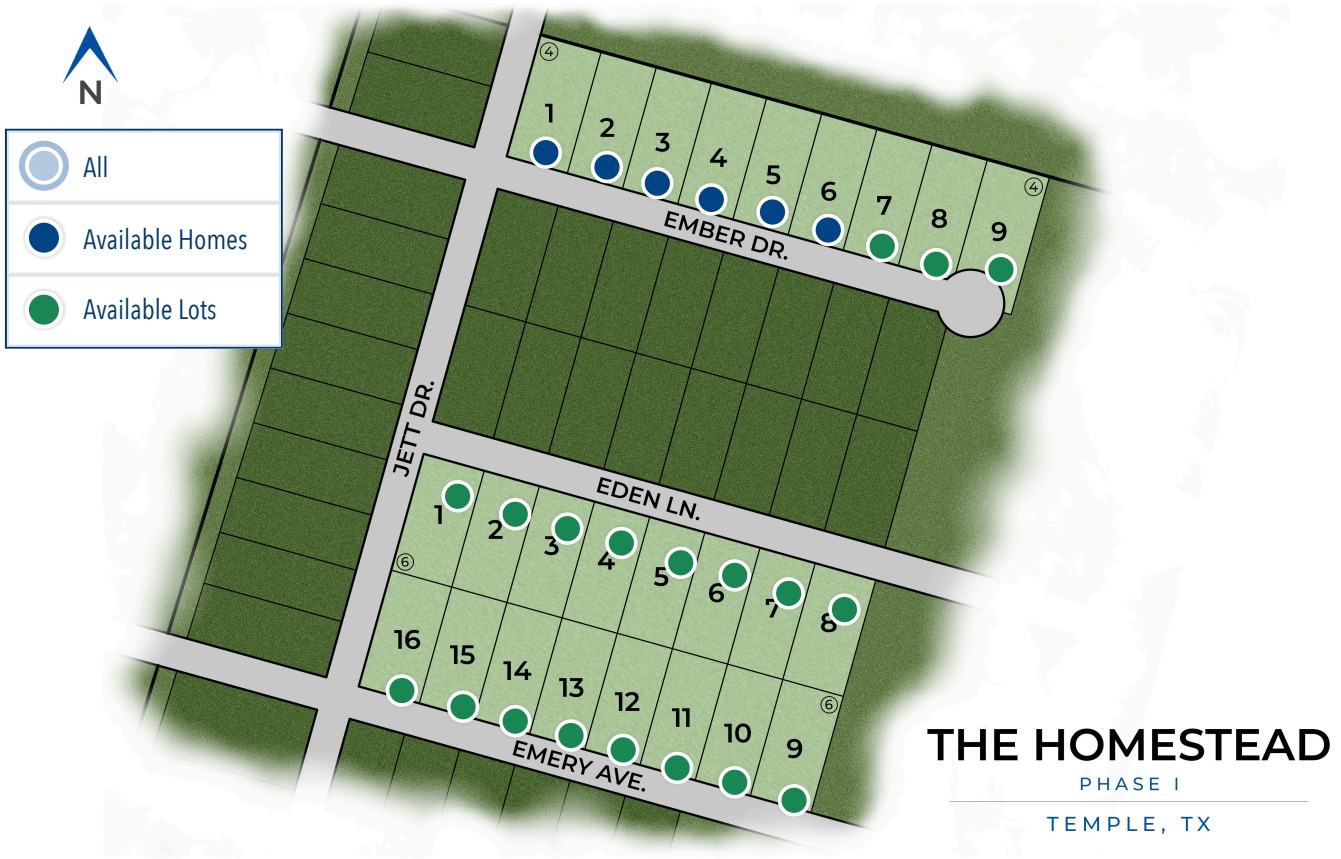 N
All
Available Homes
Available Lots
④
1
2
3
4
5
6
7
8
9
④
EMBER DR.
JETT DR.
EDEN LN.
1
2
3
4
5
6
7
8
⑥
16
15
14
13
12
11
10
9
⑥
EMERY AVE.
THE HOMESTEAD
PHASE I
TEMPLE, TX